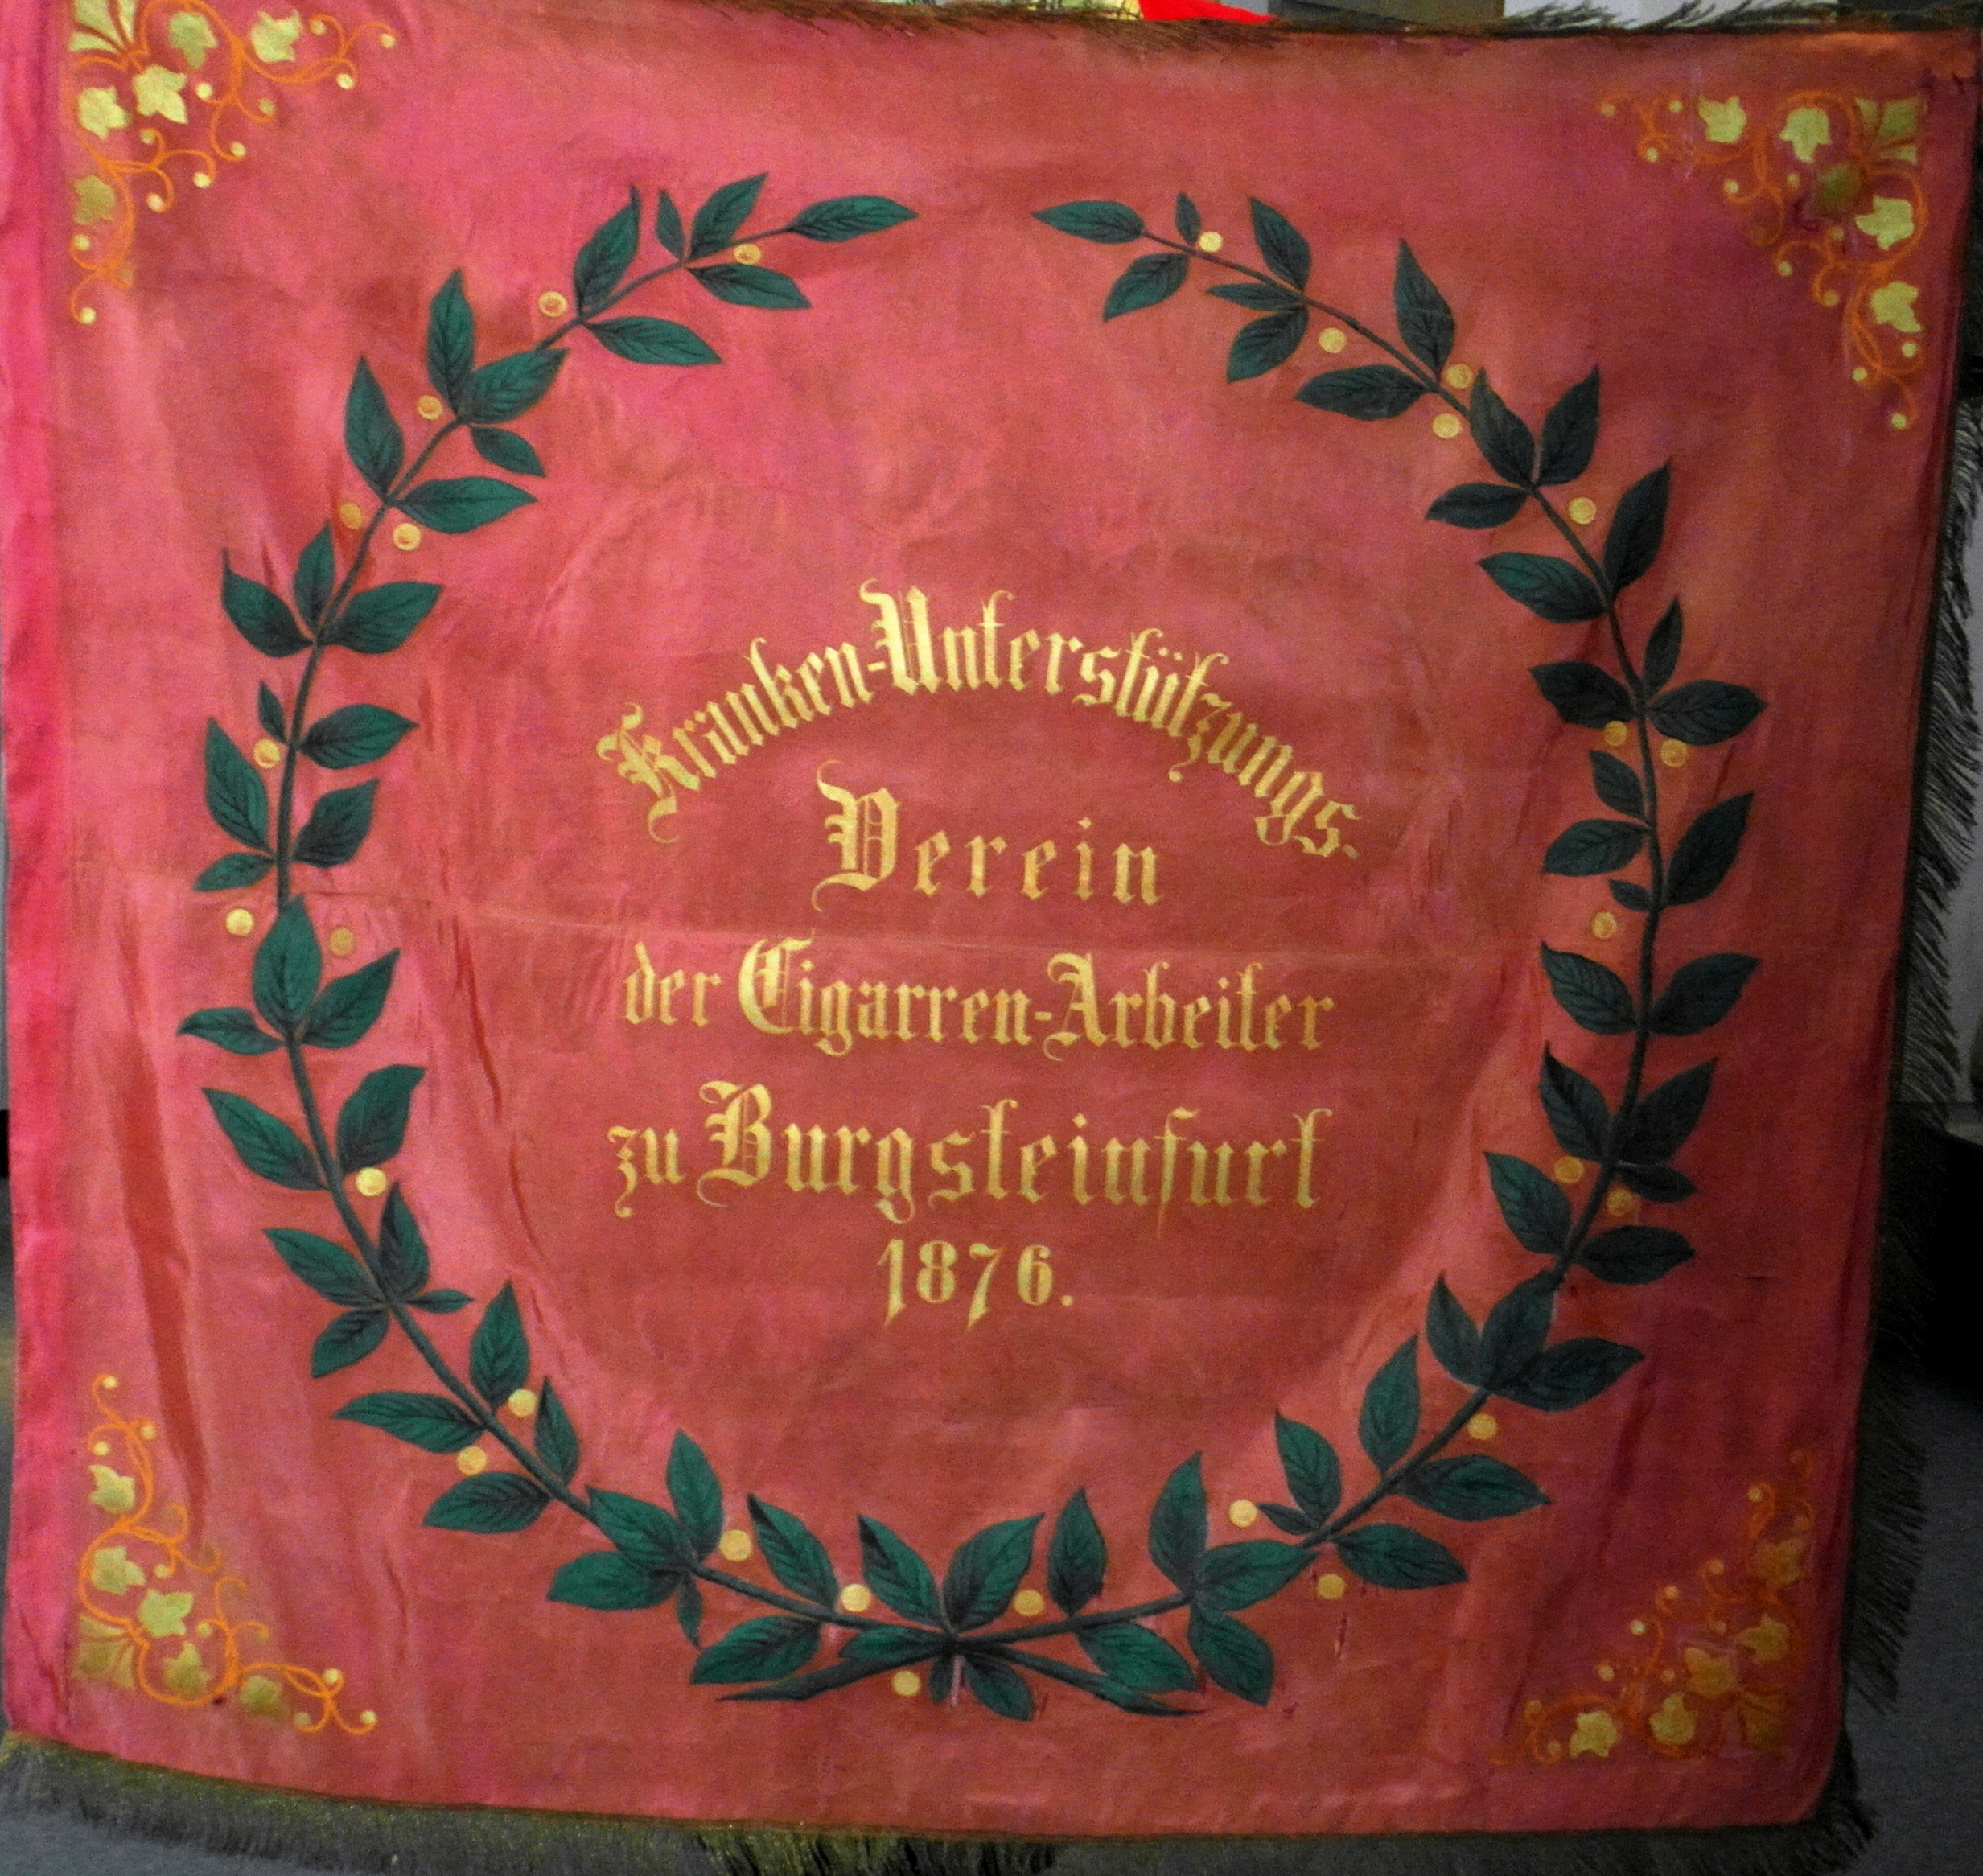 Kranken-Unterstützungs.
Verein
der Cigarren-Arbeiter
zu Burgsteinfurt
1876.